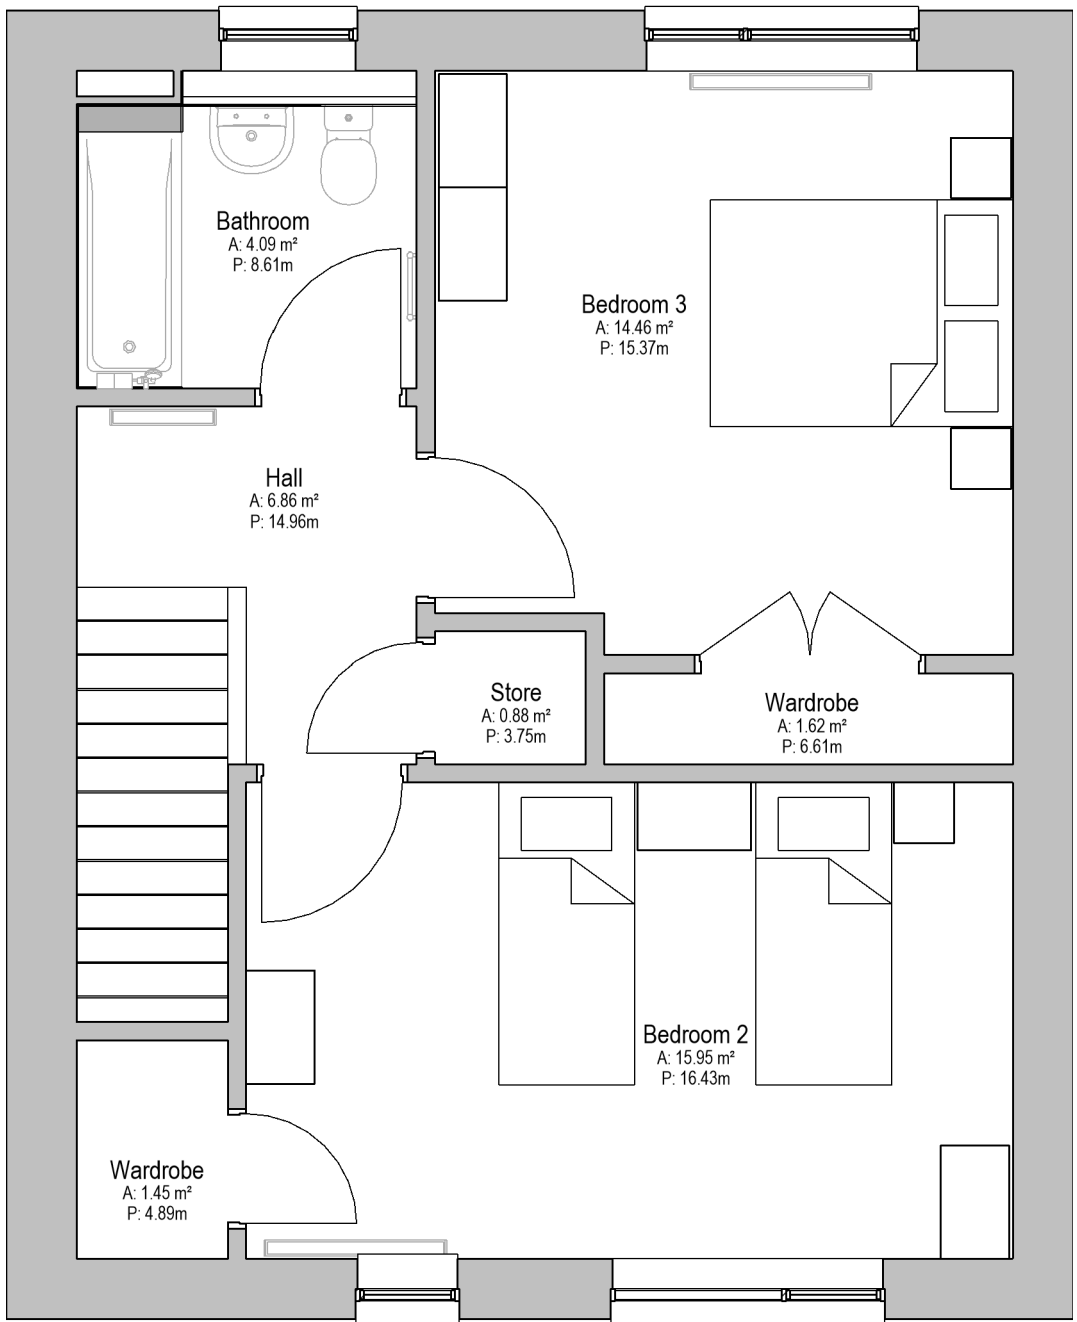 Bathroom
A: 4.09 m²
P: 8.61m
Bedroom 3
A: 14.46 m²
P: 15.37m
Hall
A: 6.86 m²
P: 14.96m
Store
A: 0.88 m²
P: 3.75m
Wardrobe
A: 1.62 m²
P: 6.61m
Bedroom 2
A: 15.95 m²
P: 16.43m
Wardrobe
A: 1.45 m²
P: 4.89m